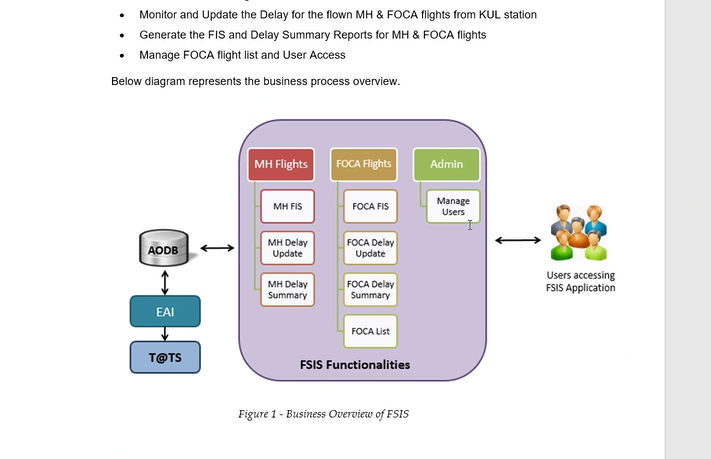 Monitor and Update the Delay for the flown MH & FOCA flights from KUL station
Generate the FIS and Delay Summary Reports for MH & FOCA flights
Manage FOCA flight list and User Access
Below diagram represents the business process overview.
MH Flights
FOCA Flights
Admin
MH FIS
FOCA FIS
Manage
Users
MH Delay
Update
FOCA Delay
Update
MH Delay
Summary
FOCA Delay
Summary
FOCA List
FSIS Functionalities
AODB
EAI
T@TS
Users accessing
FSIS Application
Figure 1 - Business Overview of FSIS